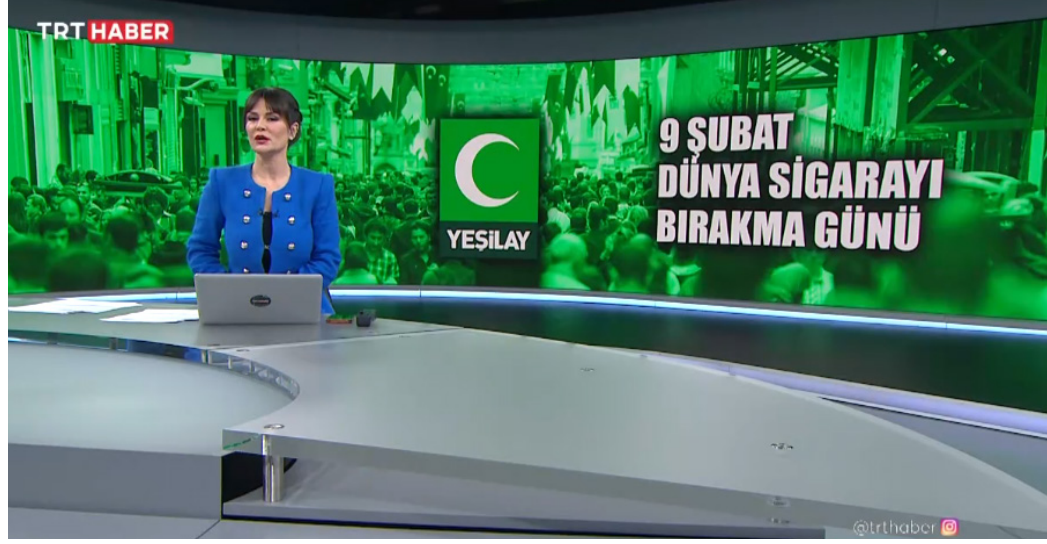 TRT HABER
9 ŞUBAT
DÜNYA SİGARAYI
BIRAKMA GÜNÜ
YEŞİLAY
@trthaber